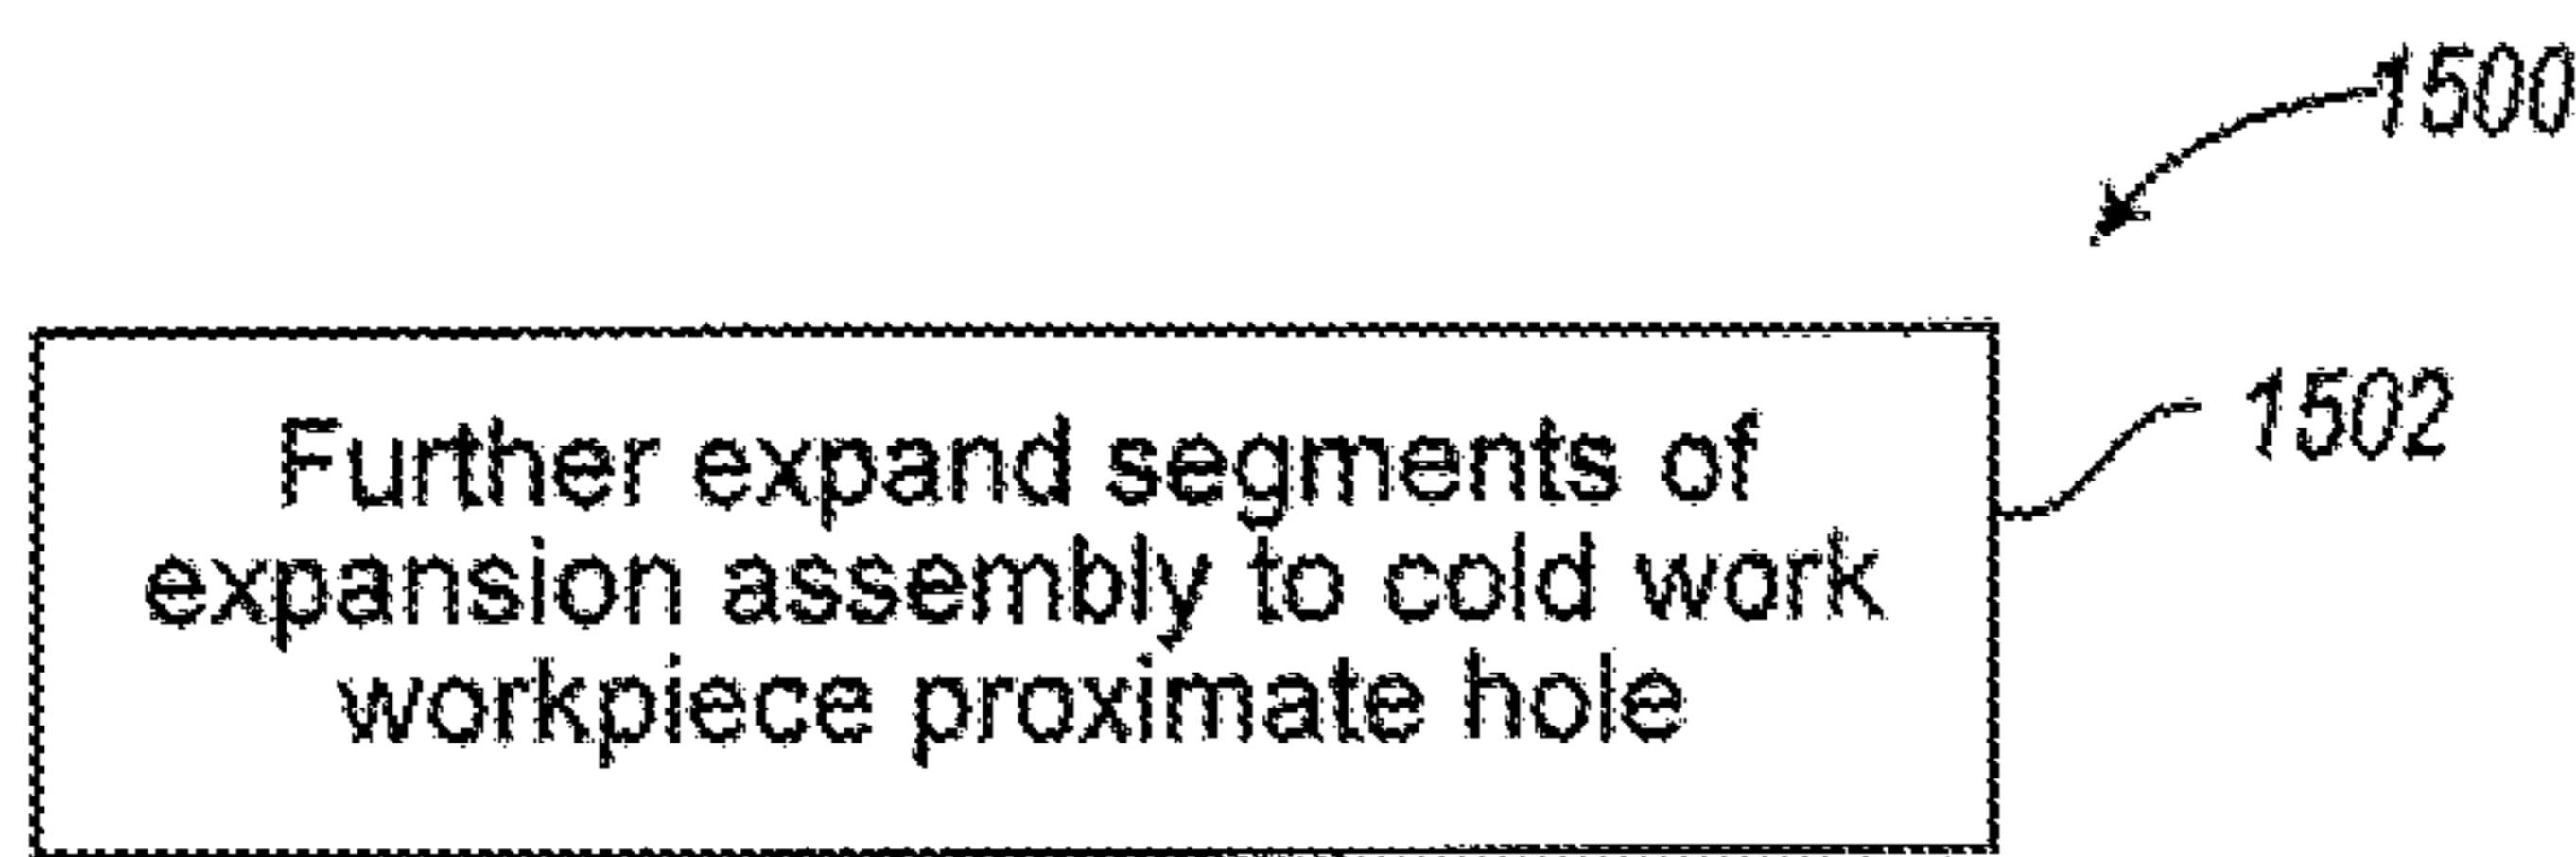 1500
1502
Further expand segments of
expansion assembly to cold work
workpiece proximate hole